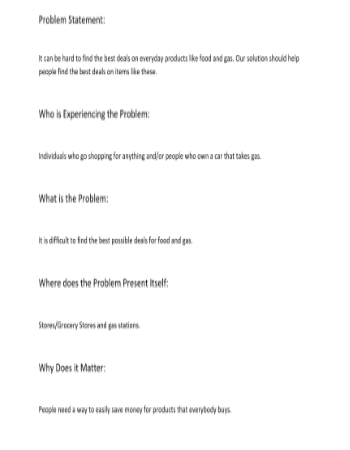 Problem Statement:
It can be hard to find the best deals on everyday products like food and gas. Our solution should help
people find the best deals on items like these.
Who is Experiencing the Problem:
Individuals who go shopping for anything and/or people who own a car that takes gas.
What is the Problem:
It is difficult to find the best possible deals for food and gas.
Where does the Problem Present Itself:
Stores/Grocery Stores and gas stations.
Why Does it Matter:
People need a way to easily save money for products that everybody buys.